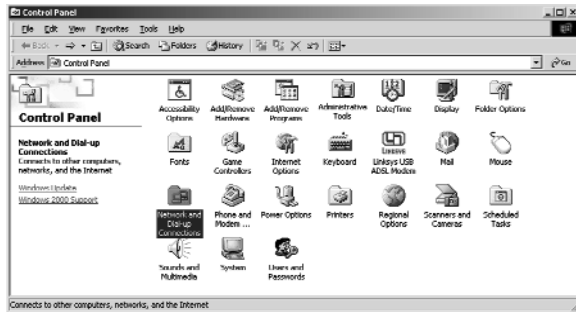 Control Panel
File Edit View Favorites Tools Help
Back Search Folders History
Address Control Panel Go
Control Panel
Network and Dial-up
Connections
Connects to other computers,
networks, and the Internet
Windows Update
Windows 2000 Support
Accessibility
Options
Add/Remove
Hardware
Add/Remove
Programs
Administrative
Tools
Date/Time
Display
Folder Options
Fonts
Game
Controllers
Internet
Options
Keyboard
LINKSYS
Linksys USB
ADSL Modem
Mail
Mouse
Network and
Dial-up
Connections
Phone and
Modem ...
Power Options
Printers
Regional
Options
Scanners and
Cameras
Scheduled
Tasks
Sounds and
Multimedia
System
Users and
Passwords
Connects to other computers, networks, and the Internet